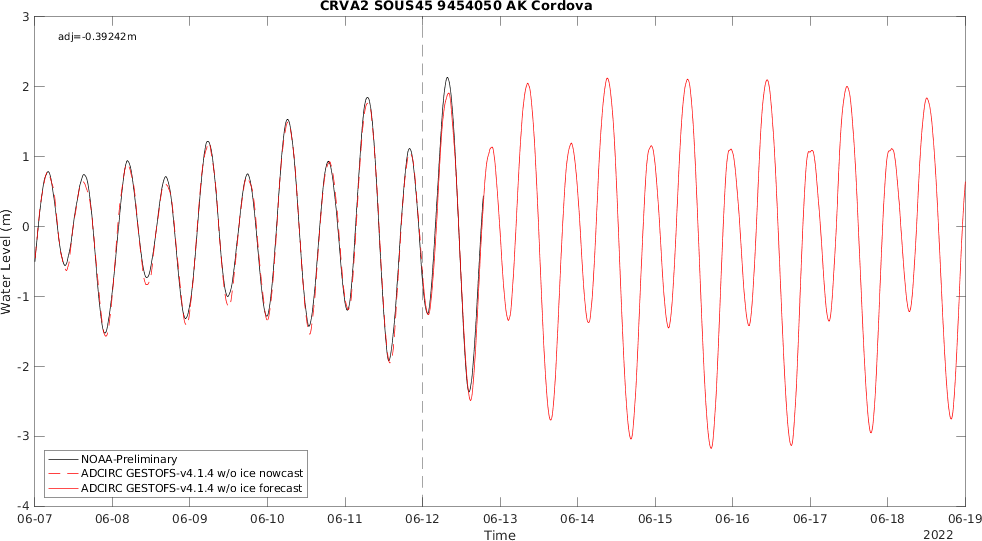 CRVA2 SOUS45 9454050 AK Cordova
adj=-0.39242m
3
2
1
0
-1
-2
-3
-4
Water Level (m)
NOAA-Preliminary
ADCIRC GESTOFS-v4.1.4 w/o ice nowcast
ADCIRC GESTOFS-v4.1.4 w/o ice forecast
06-07 06-08 06-09 06-10 06-11 06-12 06-13 06-14 06-15 06-16 06-17 06-18 06-19
Time
2022